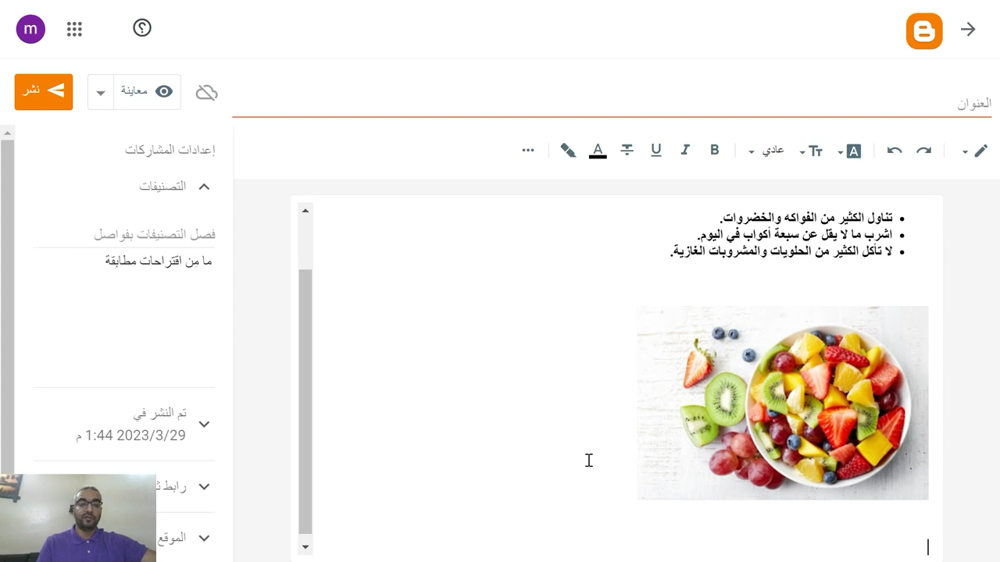 m
العنوان
نشر
معاينة
عادي
إعدادات المشاركات
التصنيفات
فصل التصنيفات بفواصل
ما من اقتراحات مطابقة
تم النشر في
2023/3/29 1:44 م
رابط
الموقع
تناول الكثير من الفواكه والخضروات.
اشرب ما لا يقل عن سبعة أكواب في اليوم.
لا تأكل الكثير من الحلويات والمشروبات الغازية.